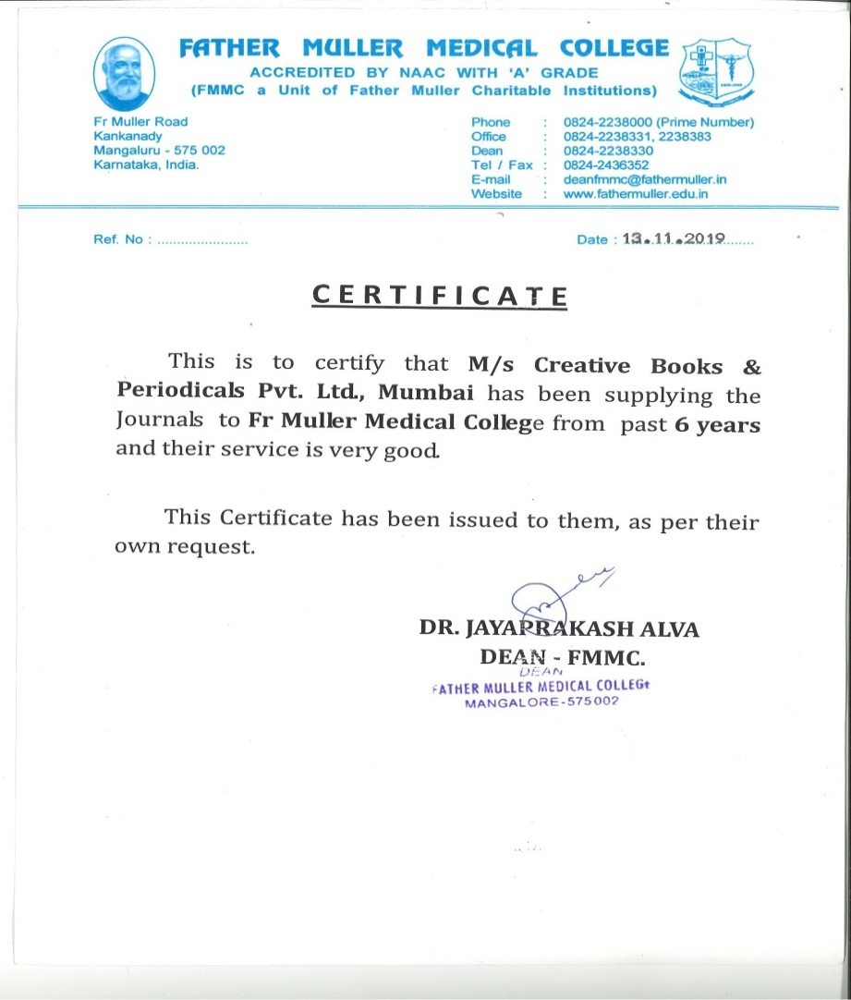 FATHER MULLER MEDICAL COLLEGE
ACCREDITED BY NAAC WITH 'A' GRADE
(FMMC a Unit of Father Muller Charitable Institutions)
Fr Muller Road
Kankanady
Mangaluru - 575 002
Karnataka, India.
Phone : 0824-2238000 (Prime Number)
Office : 0824-2238331, 2238383
Dean : 0824-2238330
Tel / Fax : 0824-2436352
E-mail : deanfmmc@fathermuller.in
Website : www.fathermuller.edu.in
Ref. No : .......................
Date : 13.11.2019.......
CERTIFICATE
This is to certify that M/s Creative Books &
Periodicals Pvt. Ltd., Mumbai has been supplying the
Journals to Fr Muller Medical College from past 6 years
and their service is very good.
This Certificate has been issued to them, as per their
own request.
DR. JAYAPRAKASH ALVA
DEAN - FMMC.
DEAN
FATHER MULLER MEDICAL COLLEGE
MANGALORE-575002